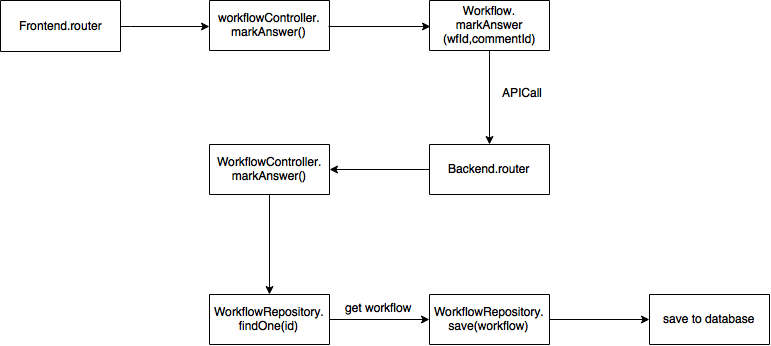 Frontend.router
workflowController.
markAnswer()
Workflow.
markAnswer
(wfId,commentId)
APICall
WorkflowController.
markAnswer()
Backend.router
WorkflowRepository.
findOne(id)
get workflow
WorkflowRepository.
save(workflow)
save to database